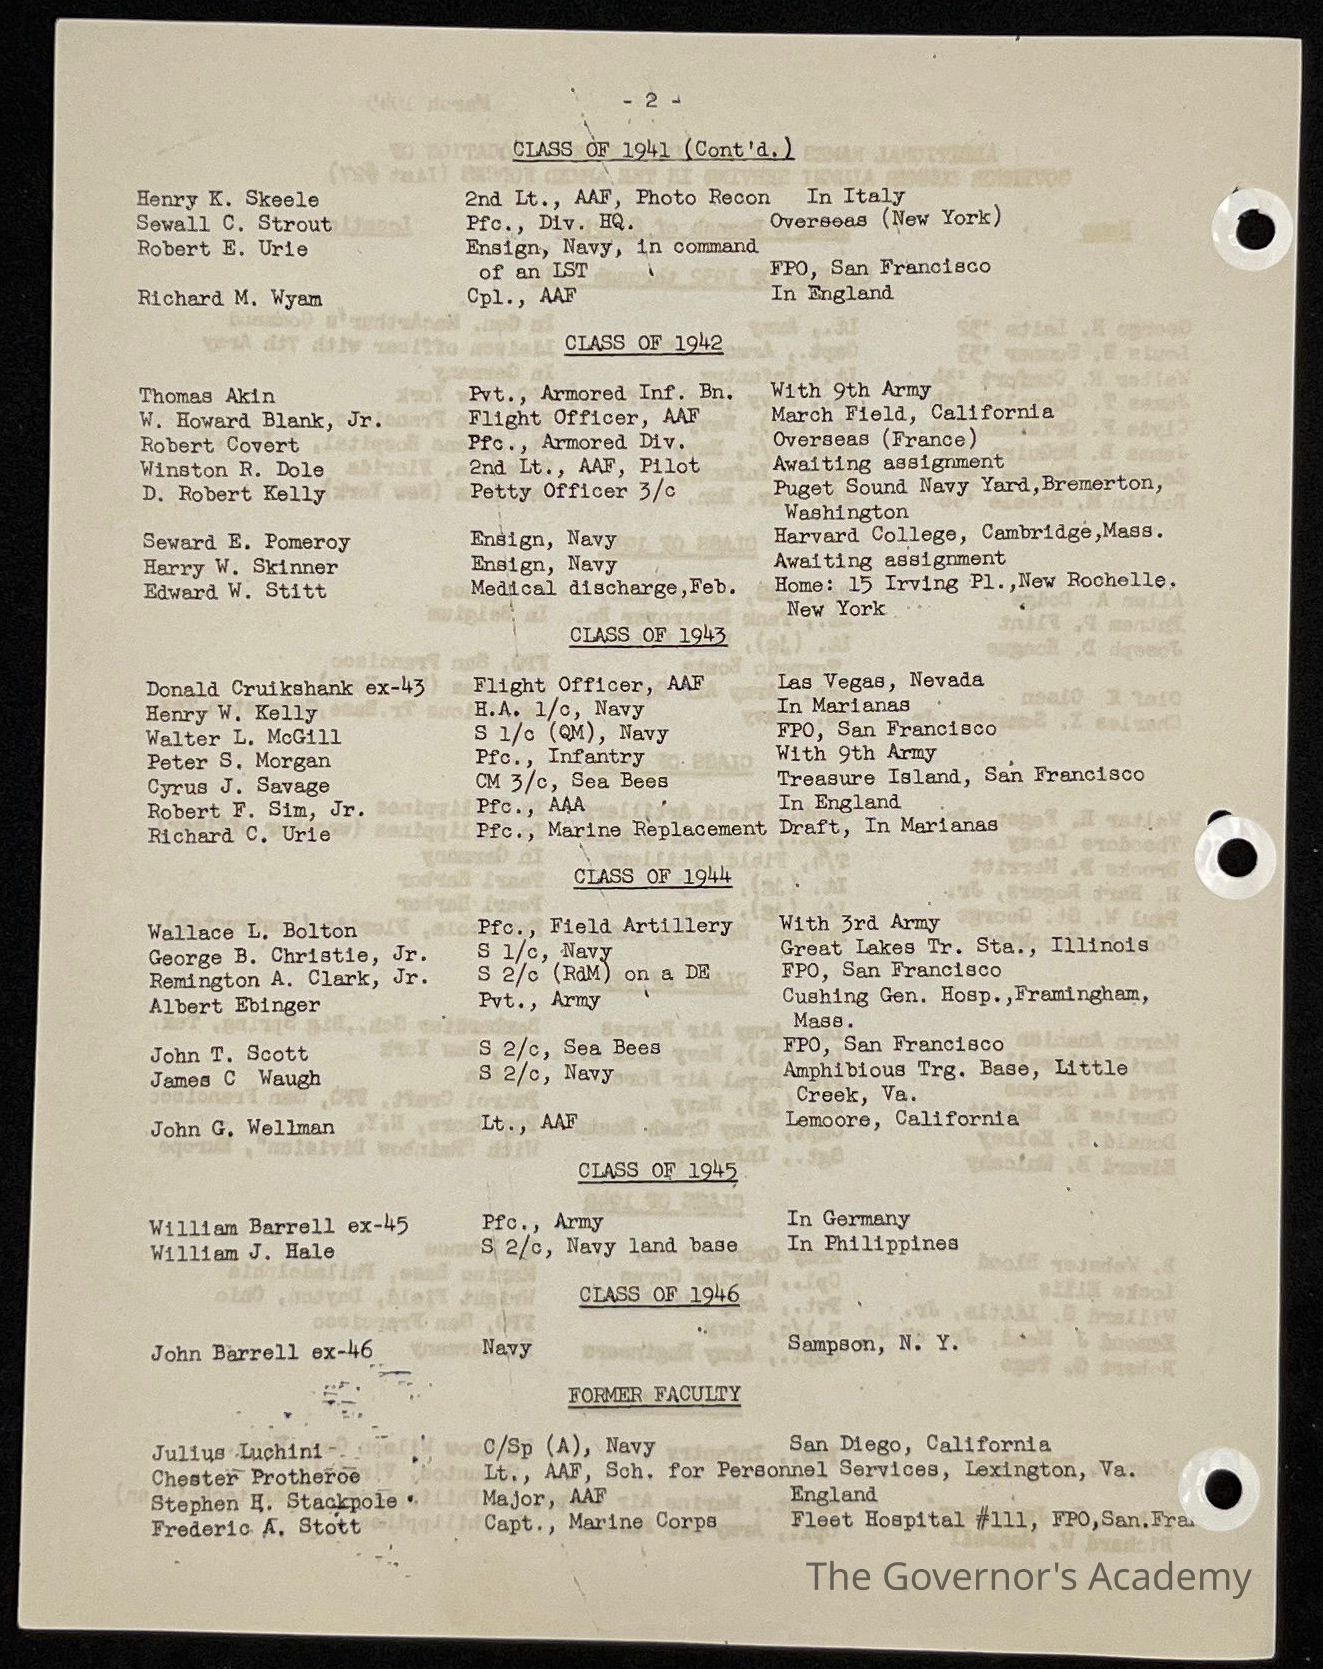 - 2 -
CLASS OF 1941 (Cont'd.)
Henry K. Skeele 2nd Lt., AAF, Photo Recon In Italy
Sewall C. Strout Pfc., Div. HQ. Overseas (New York)
Robert E. Urie Ensign, Navy, in command
of an LST FPO, San Francisco
Richard M. Wyam Cpl., AAF In England
CLASS OF 1942
Thomas Akin Pvt., Armored Inf. Bn. With 9th Army
W. Howard Blank, Jr. Flight Officer, AAF March Field, California
Robert Covert Pfc., Armored Div. Overseas (France)
Winston R. Dole 2nd Lt., AAF, Pilot Awaiting assignment
D. Robert Kelly Petty Officer 3/c Puget Sound Navy Yard,Bremerton,
Washington
Seward E. Pomeroy Ensign, Navy Harvard College, Cambridge,Mass.
Harry W. Skinner Ensign, Navy Awaiting assignment
Edward W. Stitt Medical discharge,Feb. Home: 15 Irving Pl.,New Rochelle.
New York
CLASS OF 1943
Donald Cruikshank ex-43 Flight Officer, AAF Las Vegas, Nevada
Henry W. Kelly H.A. 1/c, Navy In Marianas
Walter L. McGill S 1/c (QM), Navy FPO, San Francisco
Peter S. Morgan Pfc., Infantry With 9th Army
Cyrus J. Savage CM 3/c, Sea Bees Treasure Island, San Francisco
Robert F. Sim, Jr. Pfc., AAA In England
Richard C. Urie Pfc., Marine Replacement Draft, In Marianas
CLASS OF 1944
Wallace L. Bolton Pfc., Field Artillery With 3rd Army
George B. Christie, Jr. S 1/c, Navy Great Lakes Tr. Sta., Illinois
Remington A. Clark, Jr. S 2/c (RdM) on a DE FPO, San Francisco
Albert Ebinger Pvt., Army Cushing Gen. Hosp.,Framingham,
Mass.
John T. Scott S 2/c, Sea Bees FPO, San Francisco
James C Waugh S 2/c, Navy Amphibious Trg. Base, Little
Creek, Va.
John G. Wellman Lt., AAF Lemoore, California
CLASS OF 1945
William Barrell ex-45 Pfc., Army In Germany
William J. Hale S 2/c, Navy land base In Philippines
CLASS OF 1946
John Barrell ex-46 Navy Sampson, N. Y.
FORMER FACULTY
Julius Luchini C/Sp (A), Navy San Diego, California
Chester Protheroe Lt., AAF, Sch. for Personnel Services, Lexington, Va.
Stephen H. Stackpole Major, AAF England
Frederic A. Stott Capt., Marine Corps Fleet Hospital #111, FPO,San.Fra
The Governor's Academy